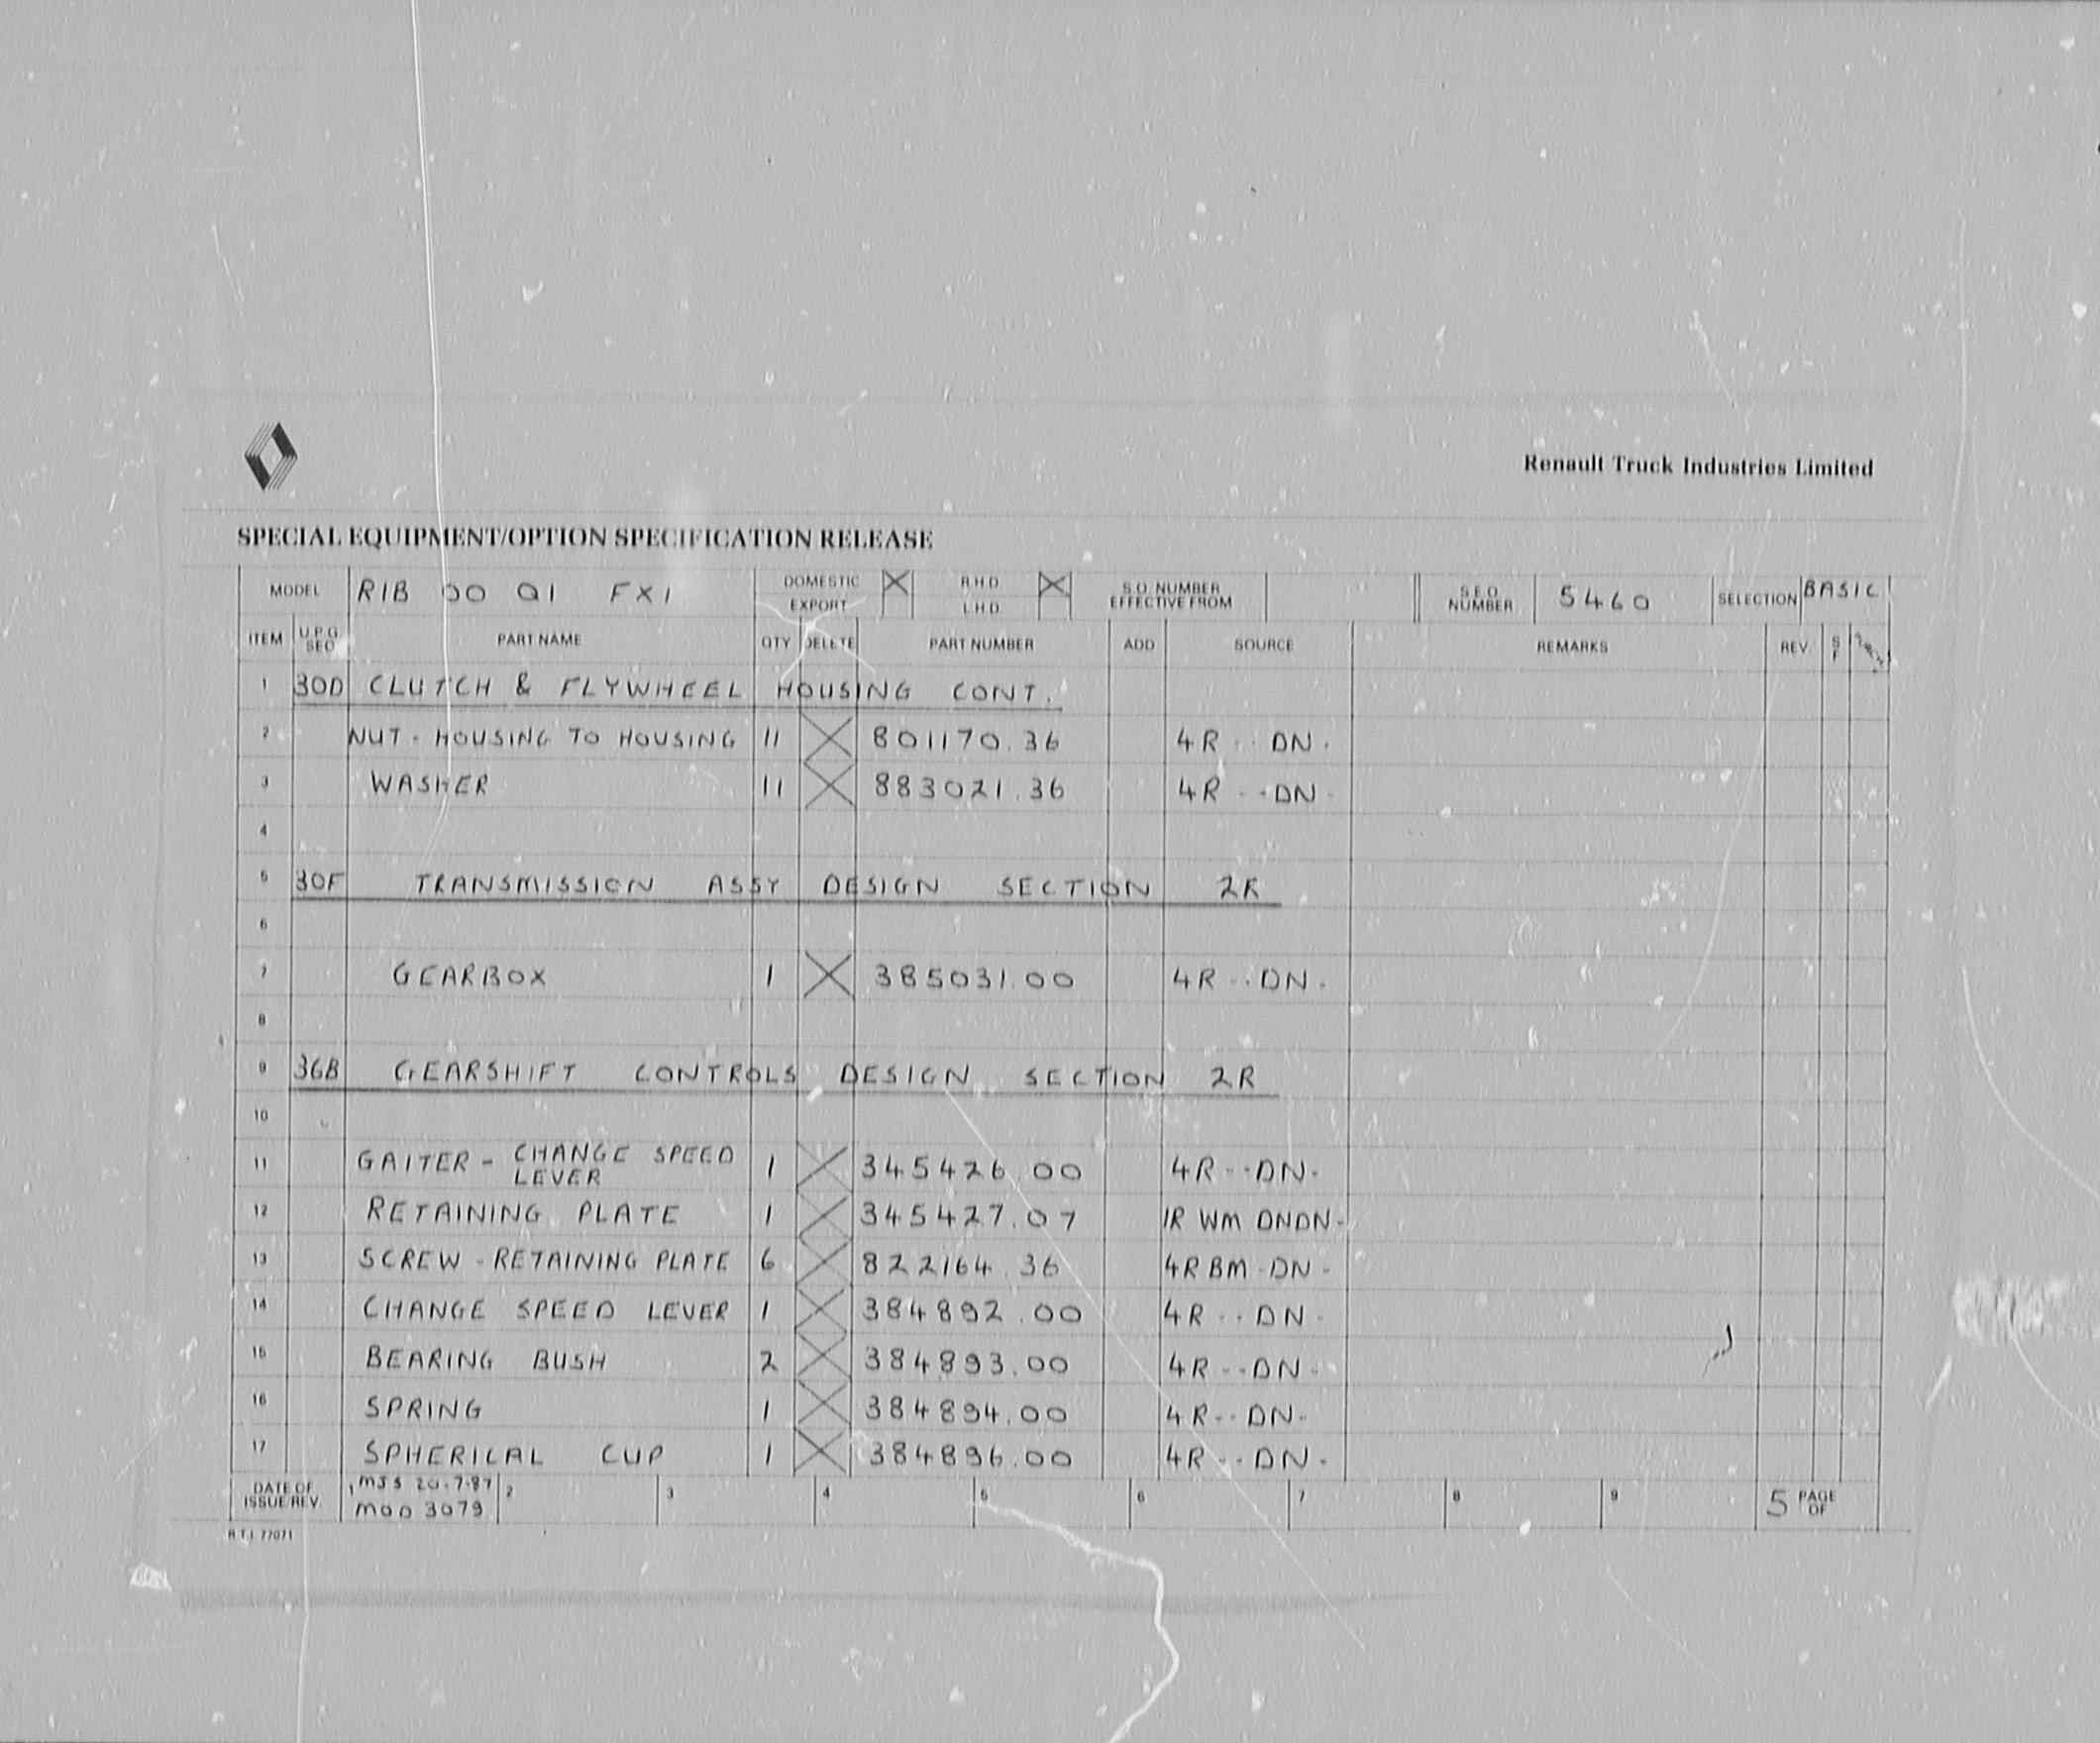 Renault Truck Industries Limited
SPECIAL EQUIPMENT/OPTION SPECIFICATION RELEASE
MODEL R1B 00 Q1 FX1 DOMESTIC X R.H.D. X S.O. NUMBER S.E.O. 5460 SELECTION BASIC
EXPORT L.H.D. EFFECTIVE FROM NUMBER
ITEM U.P.G. SEQ PART NAME QTY DELETE PART NUMBER ADD SOURCE REMARKS REV S F
1 30D CLUTCH & FLYWHEEL HOUSING CONT.
2 NUT - HOUSING TO HOUSING 11 X 801170.36 4R -- DN -
3 WASHER 11 X 883021.36 4R -- DN -
4
5 30F TRANSMISSION ASSY DESIGN SECTION 2R
6
7 GEARBOX 1 X 385031.00 4R -- DN -
8
9 36B GEARSHIFT CONTROLS DESIGN SECTION 2R
10
11 GAITER - CHANGE SPEED LEVER 1 X 345426.00 4R -- DN -
12 RETAINING PLATE 1 X 345427.07 1R WM DNDN -
13 SCREW - RETAINING PLATE 6 X 822164.36 4R BM - DN -
14 CHANGE SPEED LEVER 1 X 384892.00 4R -- DN -
15 BEARING BUSH 2 X 384893.00 4R -- DN -
16 SPRING 1 X 384894.00 4R -- DN -
17 SPHERICAL CUP 1 X 384896.00 4R -- DN -
DATE OF ISSUE/REV. 1 MJS 20.7.87 2 3 4 5 6 7 8 9 5 PAGE OF
MOD 3079
R.T.I. 77071